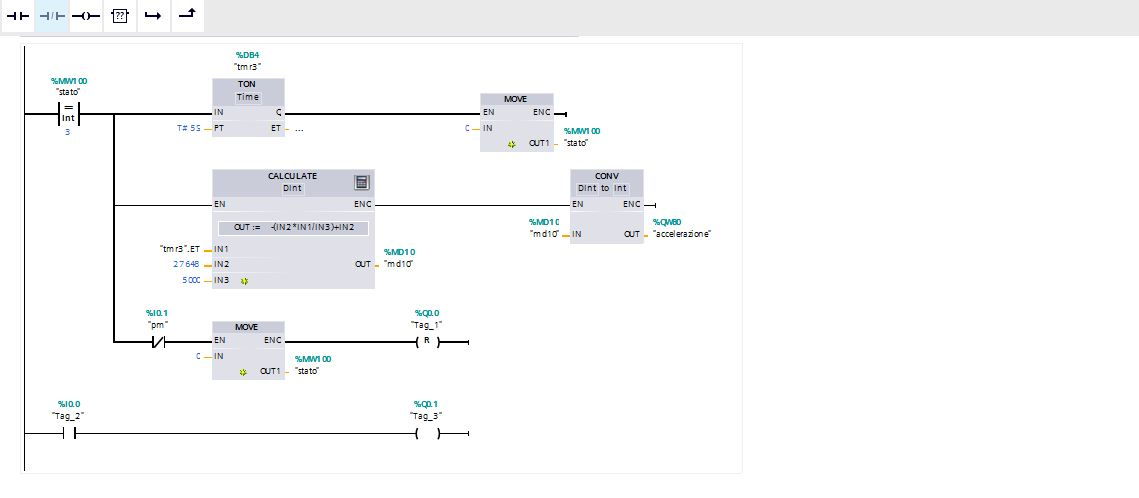 ??
%DB4
"tmr3"
%MW100
"stato"
TON
Time
==
Int
3
IN Q
T# 5S PT ET ...
MOVE
EN ENO
0 IN
%MW100
OUT1 "stato"
CALCULATE
Dint
EN ENO
OUT := -(IN2*IN1/IN3)+IN2
"tmr3".ET IN1
27648 IN2
5000 IN3
%MD10
OUT "md10"
CONV
Dint to Int
EN ENO
%MD10
"md10" IN
%QW80
OUT "accelerazione"
%I0.1
"pm"
MOVE
EN ENO
0 IN
%MW100
OUT1 "stato"
%Q0.0
"Tag_1"
R
%I0.0
"Tag_2"
%Q0.1
"Tag_3"